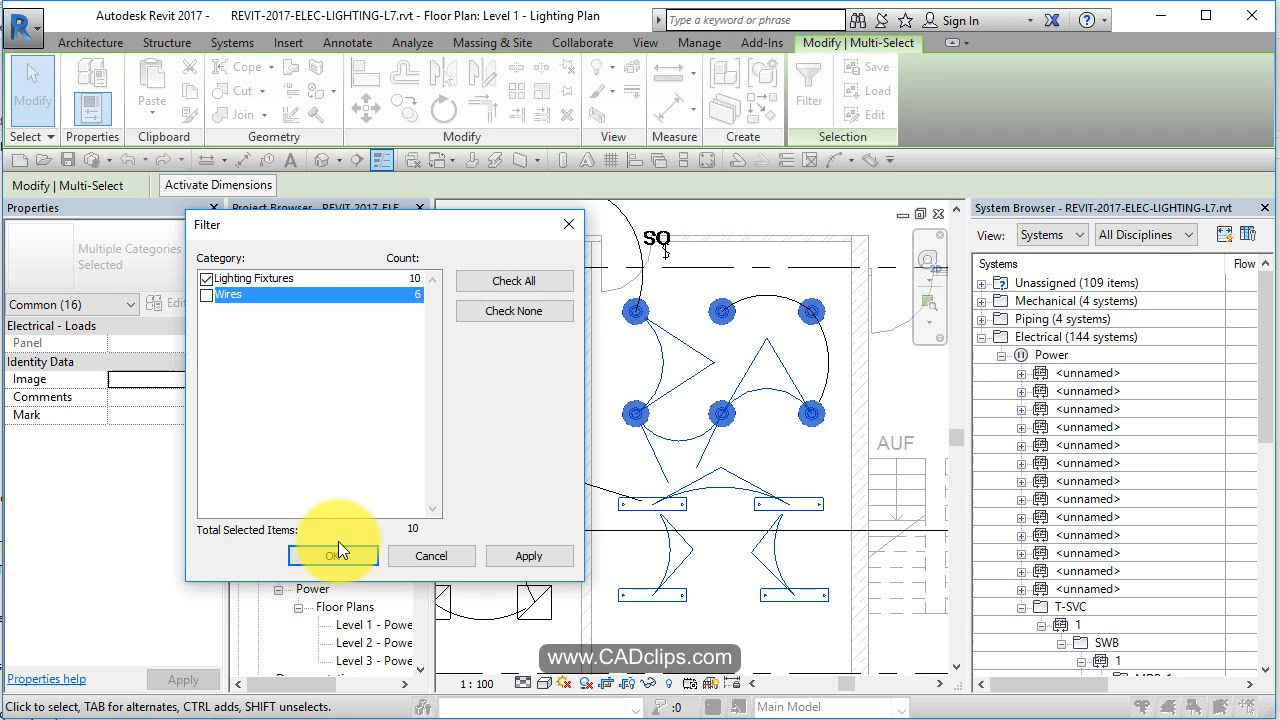 Autodesk Revit 2017 - REVIT-2017-ELEC-LIGHTING-L7.rvt - Floor Plan: Level 1 - Lighting Plan
Type a keyword or phrase
Sign In
Architecture Structure Systems Insert Annotate Analyze Massing & Site Collaborate View Manage Add-Ins Modify | Multi-Select
Modify
Paste
Cope
Cut
Join
Filter
Save
Load
Edit
Select Properties Clipboard Geometry Modify View Measure Create Selection
Modify | Multi-Select Activate Dimensions
Properties
Multiple Categories
Selected
Common (16)
Electrical - Loads
Panel
Identity Data
Image
Comments
Mark
Properties help
Apply
Filter
Category: Count:
Lighting Fixtures 10
Wires 6
Check All
Check None
Total Selected Items: 10
OK
Cancel
Apply
Power
Floor Plans
Level 1 - Powe
Level 2 - Powe
Level 3 - Powe
SO
AUF
www.CADclips.com
1 : 100
System Browser - REVIT-2017-ELEC-LIGHTING-L7.rvt
View: Systems All Disciplines
Systems Flow
Unassigned (109 items)
Mechanical (4 systems)
Piping (4 systems)
Electrical (144 systems)
Power
<unnamed>
<unnamed>
<unnamed>
<unnamed>
<unnamed>
<unnamed>
<unnamed>
<unnamed>
<unnamed>
<unnamed>
<unnamed>
<unnamed>
<unnamed>
T-SVC
1
SWB
1
Click to select, TAB for alternates, CTRL adds, SHIFT unselects.
:0
Main Model